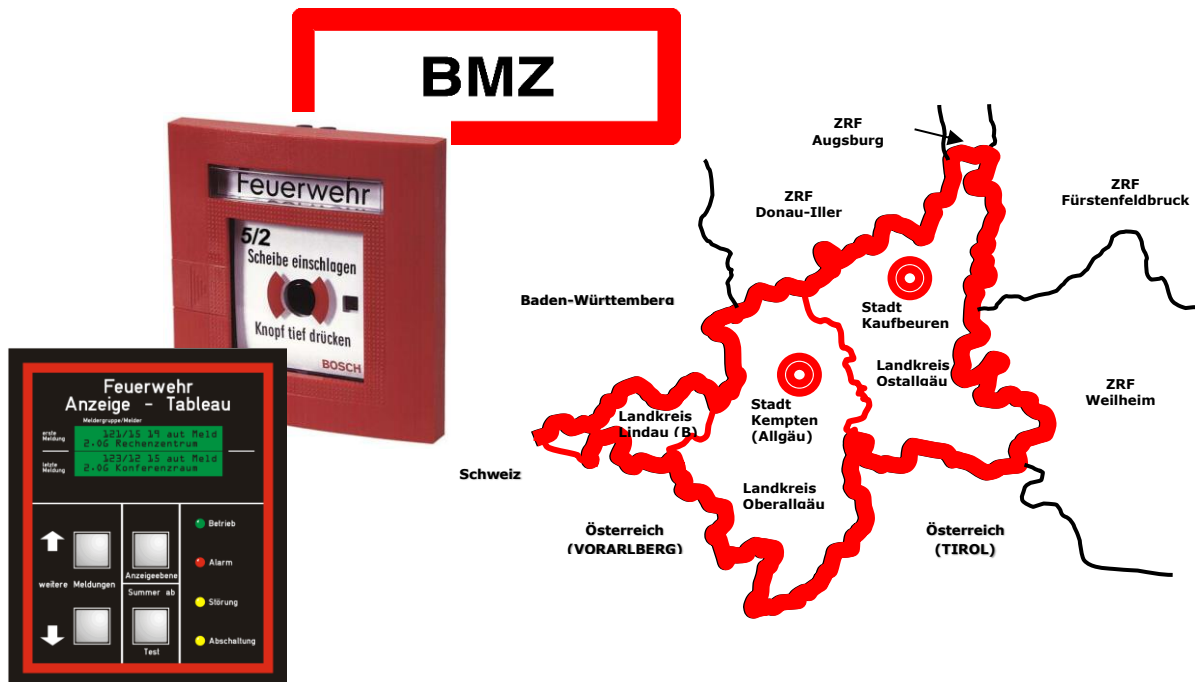 BMZ
Feuerwehr
5/2
Scheibe einschlagen
Knopf tief drücken
BOSCH
Feuerwehr
Anzeige - Tableau
Meldergruppe/Melder
erste
Meldung
121/15 19 aut Meld
2.OG Rechenzentrum
letzte
Meldung
123/12 15 aut Meld
2.OG Konferenzraum
Betrieb
Alarm
Störung
Abschaltung
weitere Meldungen
Anzeigeebene
Summer ab
Test
ZRF
Augsburg
ZRF
Donau-Iller
ZRF
Fürstenfeldbruck
Baden-Württemberg
Stadt
Kaufbeuren
Landkreis
Ostallgäu
ZRF
Weilheim
Landkreis
Lindau (B)
Stadt
Kempten
(Allgäu)
Schweiz
Landkreis
Oberallgäu
Österreich
(VORARLBERG)
Österreich
(TIROL)